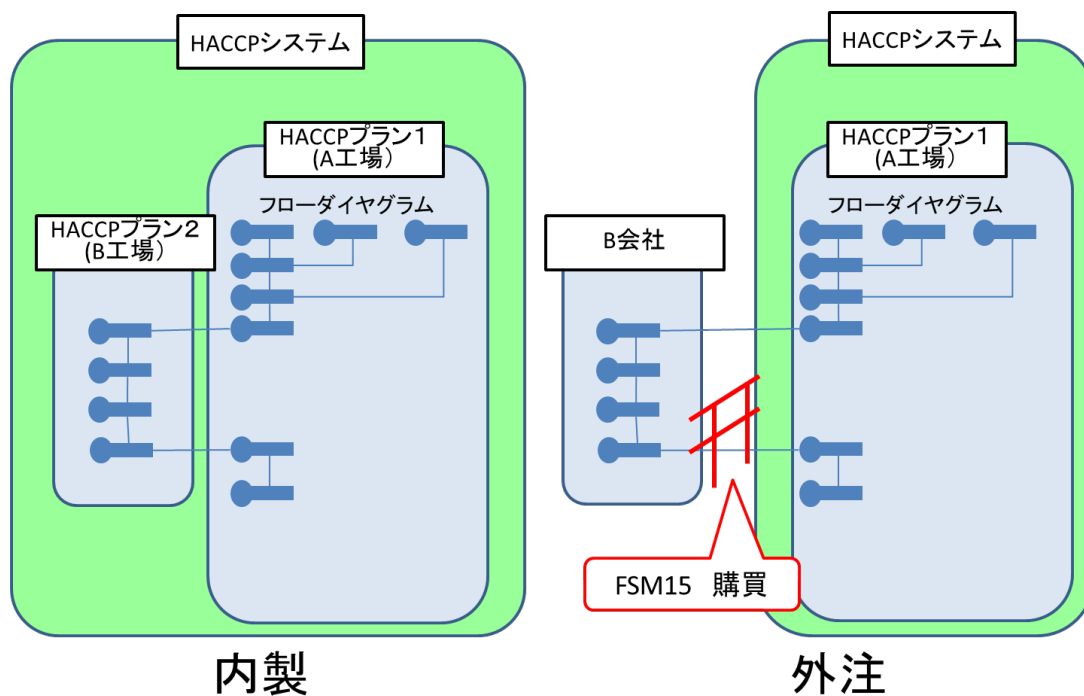 HACCPシステム
HACCPプラン1
(A工場）
フローダイヤグラム
HACCPプラン２
(B工場）
内製
HACCPシステム
HACCPプラン1
(A工場）
フローダイヤグラム
B会社
FSM15　購買
外注